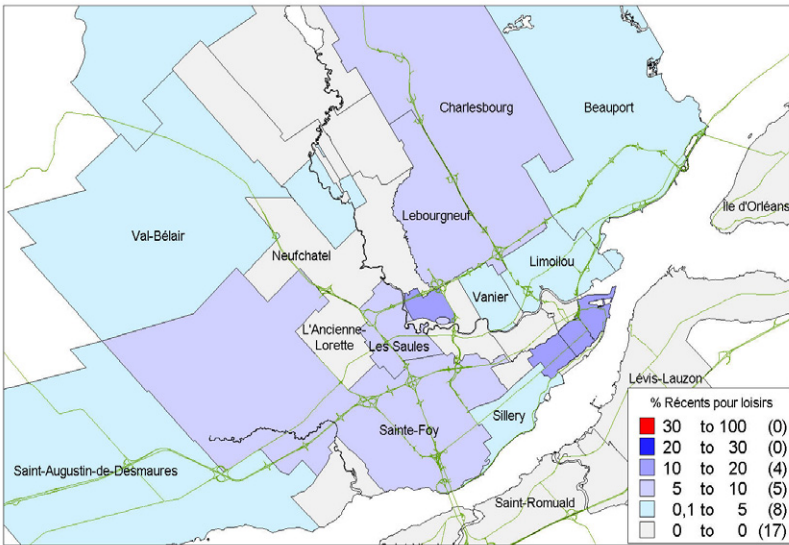 Charlesbourg
Beauport
Île d'Orléans
Lebourgneuf
Val-Bélair
Neufchatel
Limoilou
Vanier
L'Ancienne-
Lorette
Les Saules
Lévis-Lauzon
Sillery
Sainte-Foy
Saint-Augustin-de-Desmaures
Saint-Romuald
% Récents pour loisirs
30 to 100 (0)
20 to 30 (0)
10 to 20 (4)
5 to 10 (5)
0,1 to 5 (8)
0 to 0 (17)